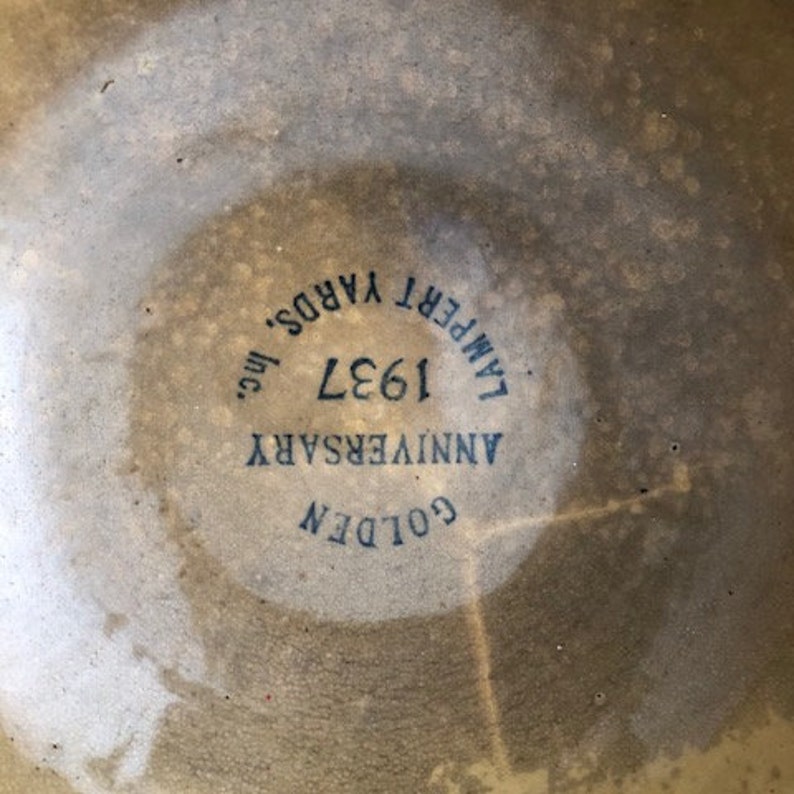 GOLDEN
ANNIVERSARY
1937
LAMPERT YARDS, Inc.